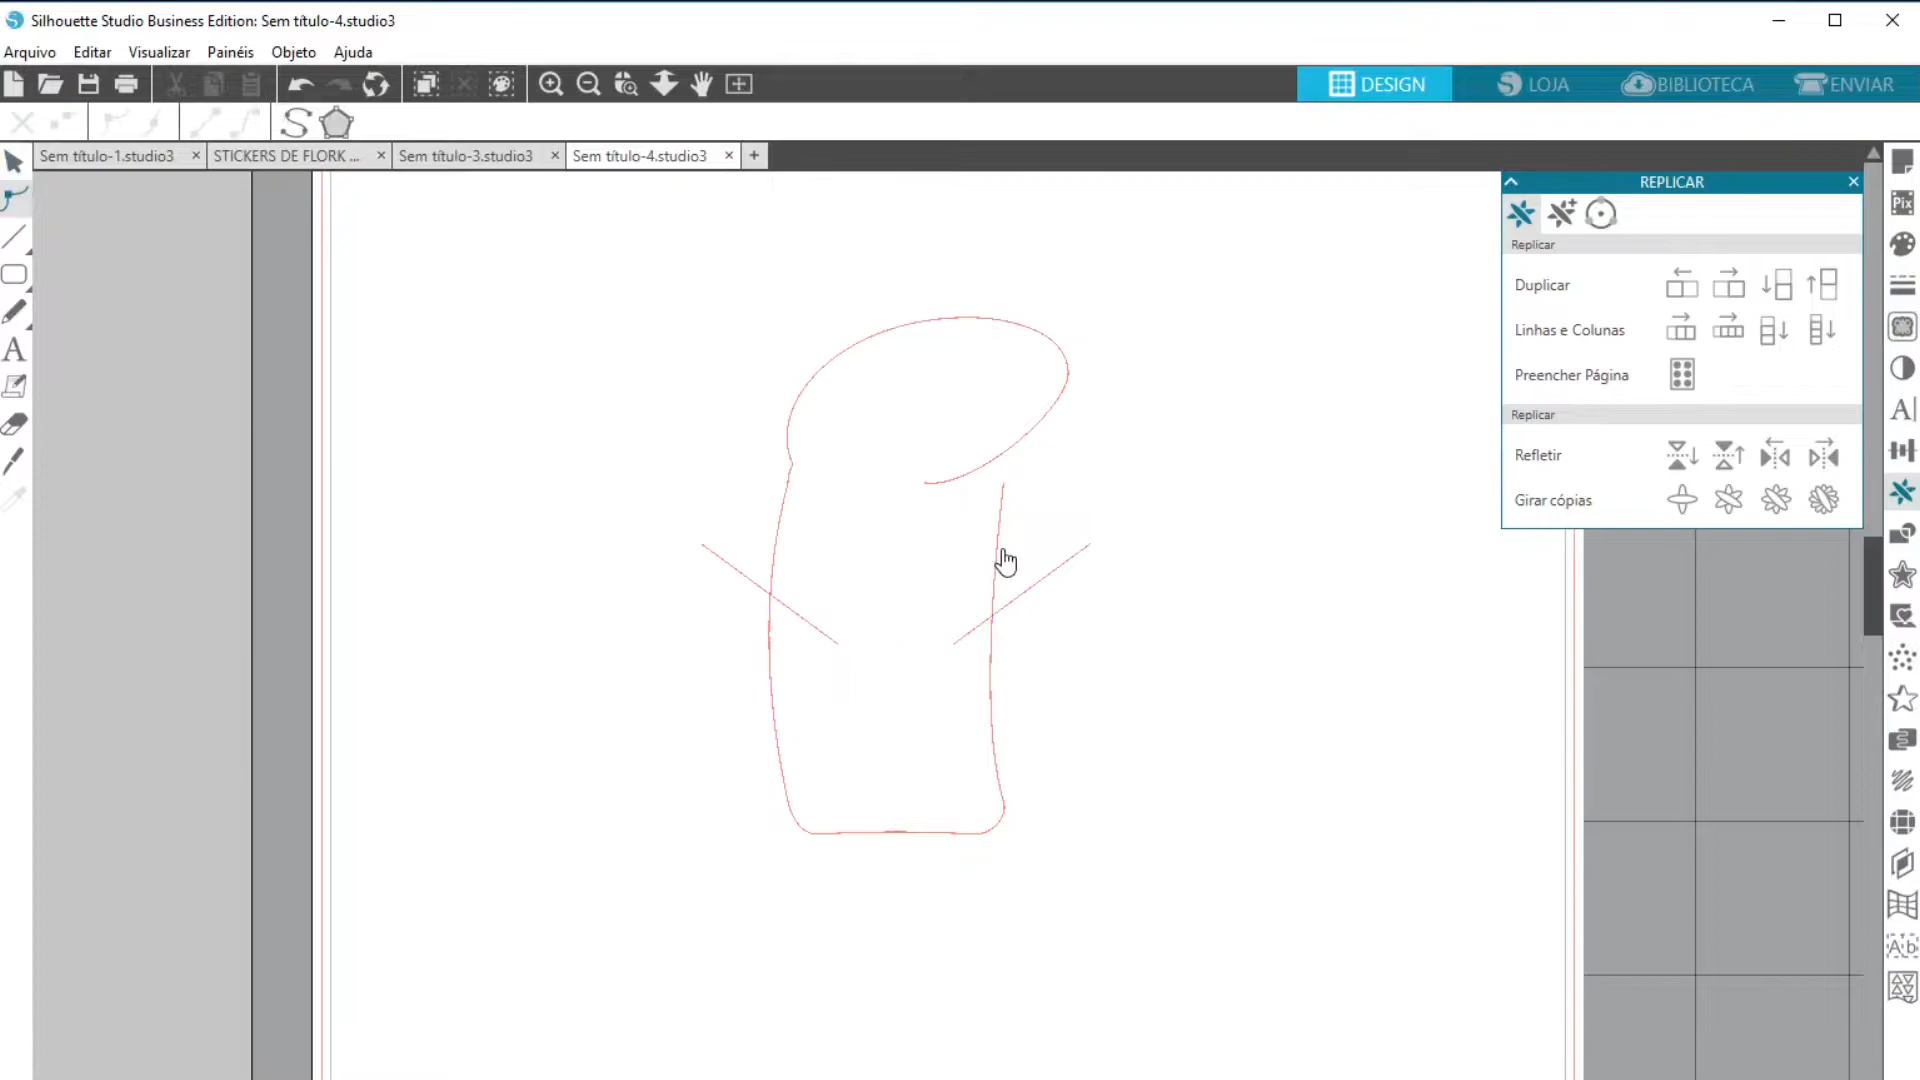 Silhouette Studio Business Edition: Sem título-4.studio3
Arquivo Editar Visualizar Painéis Objeto Ajuda
DESIGN LOJA BIBLIOTECA ENVIAR
Sem título-1.studio3 STICKERS DE FLORK ... Sem título-3.studio3 Sem título-4.studio3
REPLICAR
Pix
Replicar
Duplicar
Linhas e Colunas
Preencher Página
Replicar
Refletir
Girar cópias